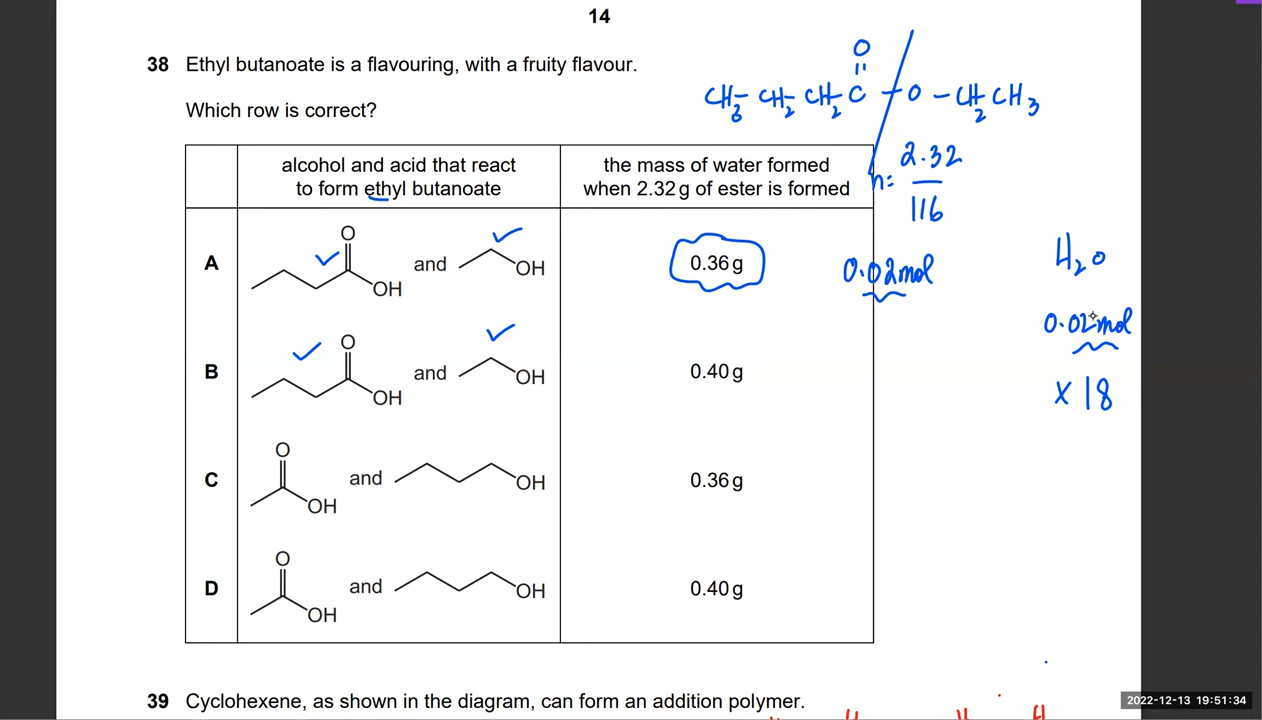 14
38 Ethyl butanoate is a flavouring, with a fruity flavour.
O
CH3- CH2- CH2- C - O - CH2 CH3
Which row is correct?
alcohol and acid that react
to form ethyl butanoate
the mass of water formed
when 2.32 g of ester is formed
n = 2.32
116
A
O
OH
and
OH
0.36 g
0.02mol
H2O
0.02mol
× 18
B
O
OH
and
OH
0.40 g
C
O
OH
and
OH
0.36 g
D
O
OH
and
OH
0.40 g
39 Cyclohexene, as shown in the diagram, can form an addition polymer.
2022-12-13 19:51:34